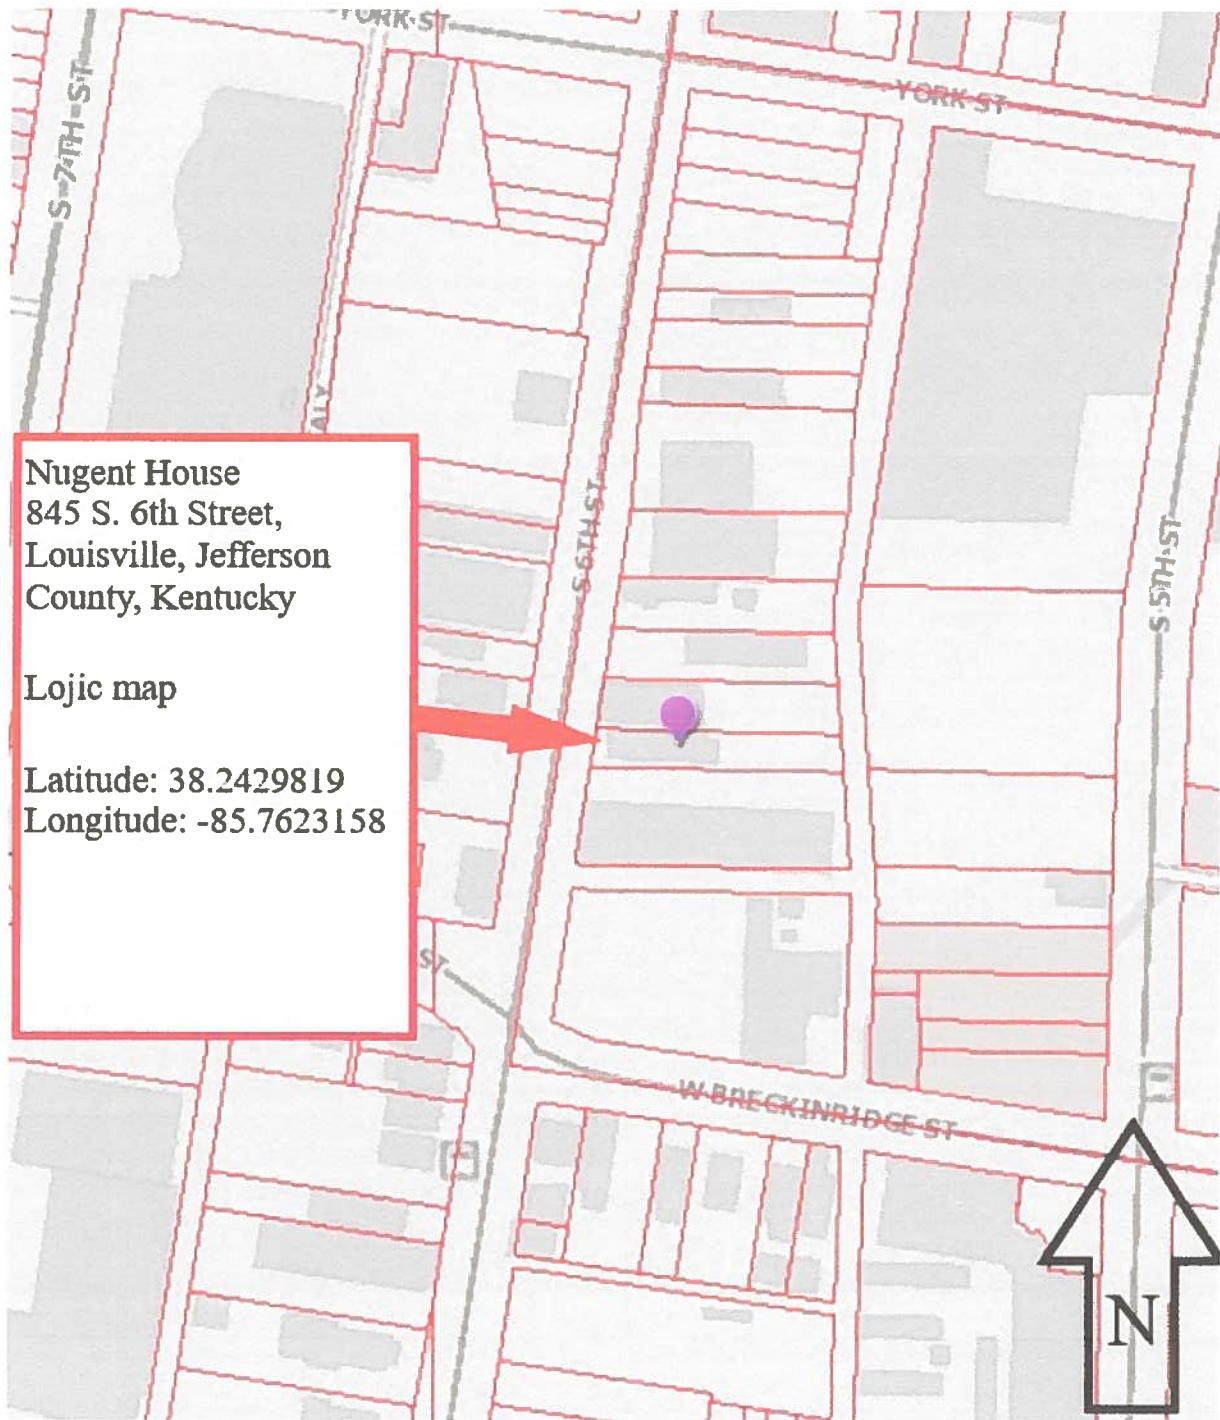 YORK ST
YORK ST
S 7TH ST
ALY
Nugent House
845 S. 6th Street,
Louisville, Jefferson
County, Kentucky
Lojic map
Latitude: 38.2429819
Longitude: -85.7623158
S 6TH ST
S 5TH ST
ST
W BRECKINRIDGE ST
N